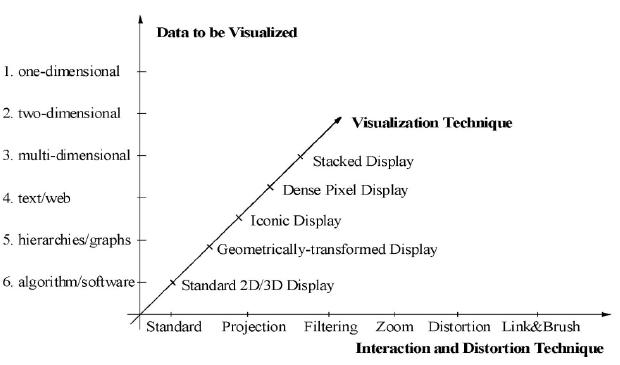 Data to be Visualized
1. one-dimensional
2. two-dimensional
Visualization Technique
3. multi-dimensional
Stacked Display
Dense Pixel Display
4. text/web
Iconic Display
5. hierarchies/graphs
Geometrically-transformed Display
6. algorithm/software
Standard 2D/3D Display
Standard Projection Filtering Zoom Distortion Link&Brush
Interaction and Distortion Technique